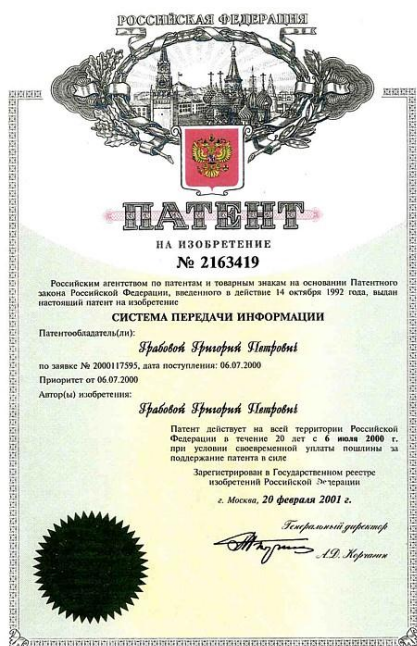 РОССИЙСКАЯ ФЕДЕРАЦИЯ
ПАТЕНТ
НА ИЗОБРЕТЕНИЕ
№ 2163419
Российским агентством по патентам и товарным знакам на основании Патентного
закона Российской Федерации, введенного в действие 14 октября 1992 года, выдан
настоящий патент на изобретение
СИСТЕМА ПЕРЕДАЧИ ИНФОРМАЦИИ
Патентообладатель(ли):
Грабовой Григорий Петрович
по заявке № 2000117595, дата поступления: 06.07.2000
Приоритет от 06.07.2000
Автор(ы) изобретения:
Грабовой Григорий Петрович
Патент действует на всей территории Российской
Федерации в течение 20 лет с 6 июля 2000 г.
при условии своевременной уплаты пошлины за
поддержание патента в силе
Зарегистрирован в Государственном реестре
изобретений Российской Федерации
г. Москва, 20 февраля 2001 г.
Генеральный директор
А.Д. Корчагин